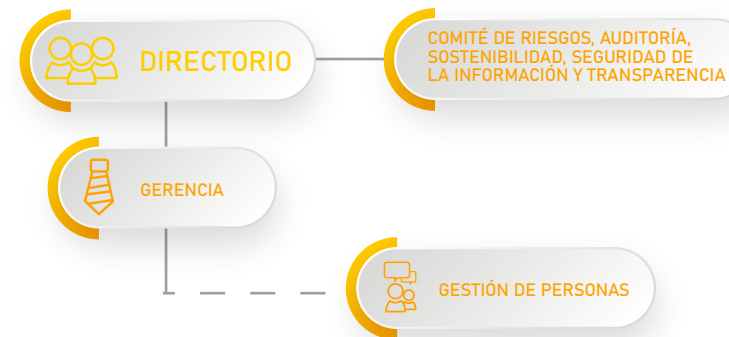 DIRECTORIO
COMITÉ DE RIESGOS, AUDITORÍA,
SOSTENIBILIDAD, SEGURIDAD DE
LA INFORMACIÓN Y TRANSPARENCIA
GERENCIA
GESTIÓN DE PERSONAS